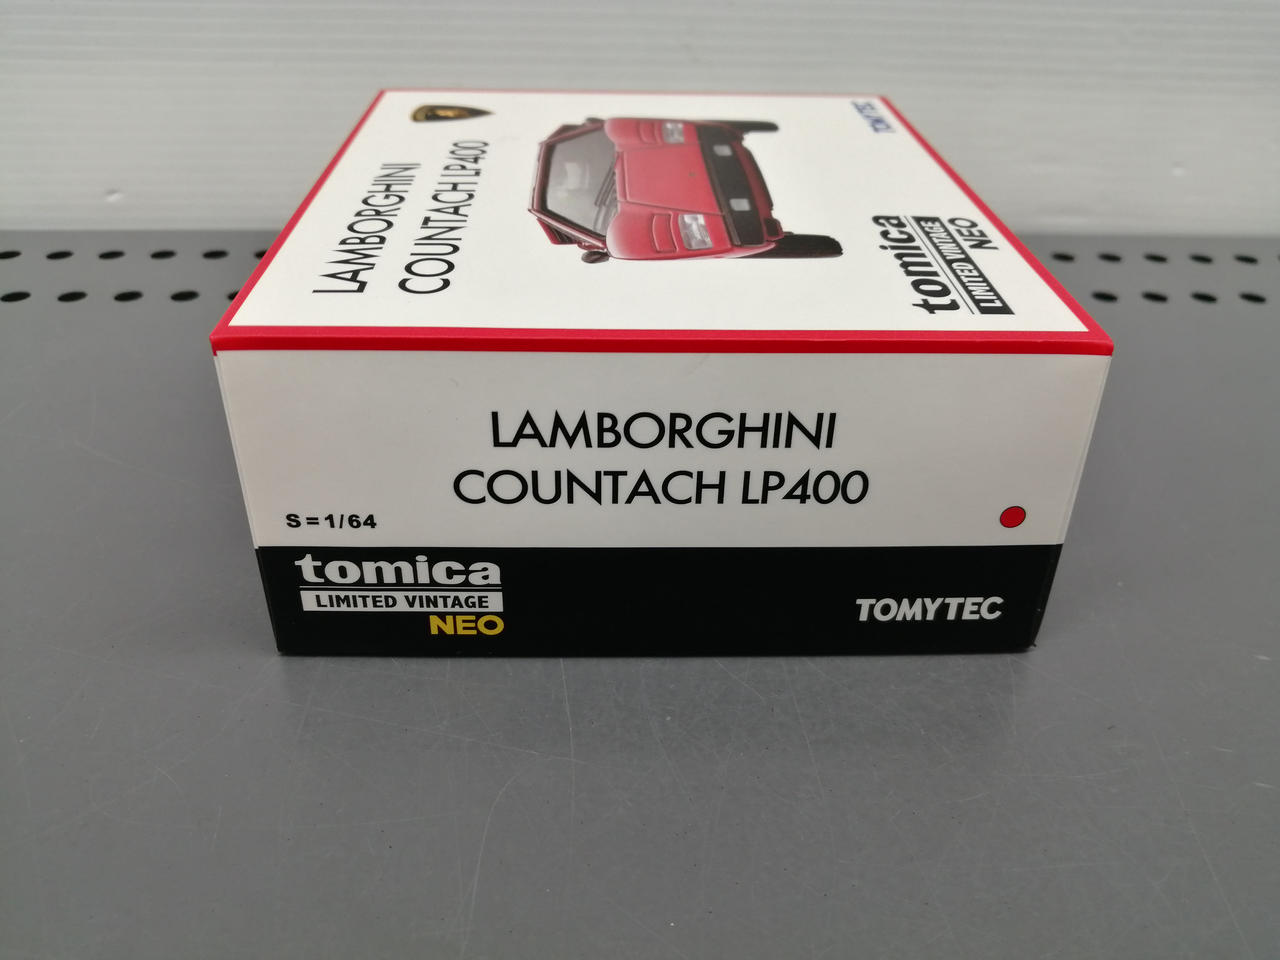 LAMBORGHINI
COUNTACH LP400
TOMYTEC
tomica
LIMITED VINTAGE
NEO
LAMBORGHINI
COUNTACH LP400
S=1/64
tomica
LIMITED VINTAGE
NEO
TOMYTEC